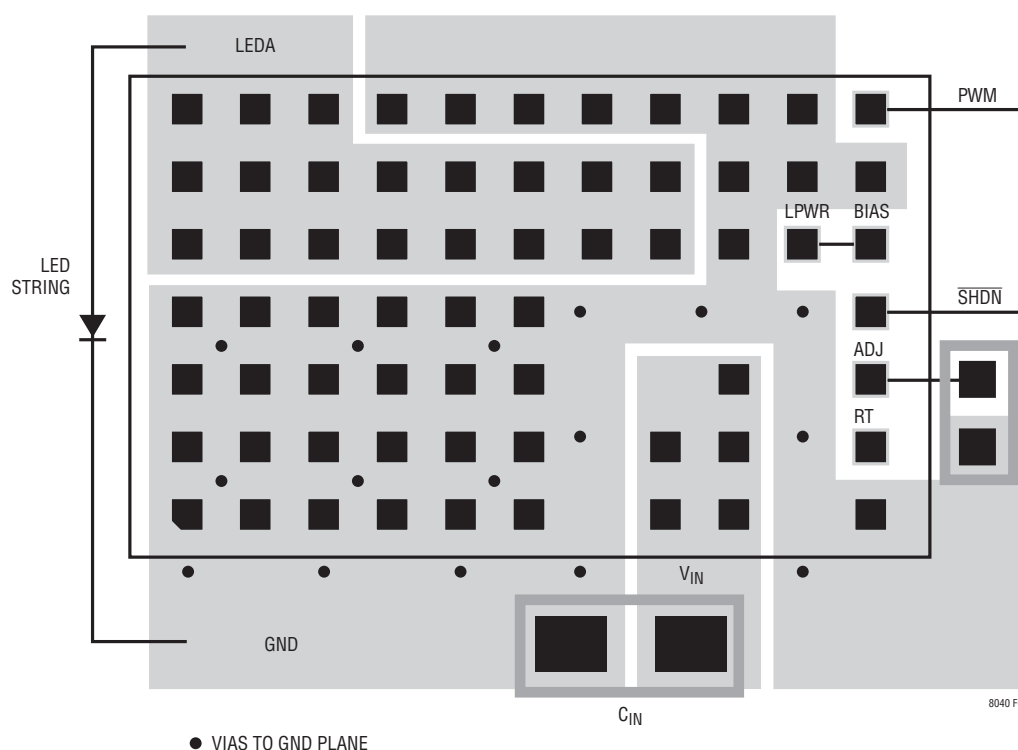 LEDA
PWM
LPWR BIAS
LED
STRING
SHDN
ADJ
RT
VIN
GND
8040 F
CIN
VIAS TO GND PLANE